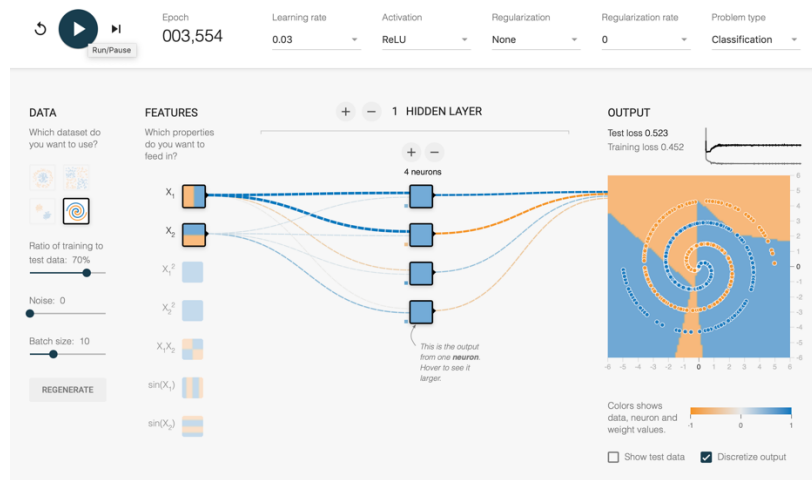 Epoch
003,554
Learning rate
0.03
Activation
ReLU
Regularization
None
Regularization rate
0
Problem type
Classification
Run/Pause
DATA
Which dataset do
you want to use?
Ratio of training to
test data: 70%
Noise: 0
Batch size: 10
REGENERATE
FEATURES
Which properties
do you want to
feed in?
X₁
X₂
X₁²
X₂²
X₁X₂
sin(X₁)
sin(X₂)
+ − 1 HIDDEN LAYER
+ −
4 neurons
This is the output
from one neuron.
Hover to see it
larger.
OUTPUT
Test loss 0.523
Training loss 0.452
6
5
4
3
2
1
0
-1
-2
-3
-4
-5
-6
-6 -5 -4 -3 -2 -1 0 1 2 3 4 5 6
Colors shows
data, neuron and
weight values.
-1 0 1
Show test data
Discretize output